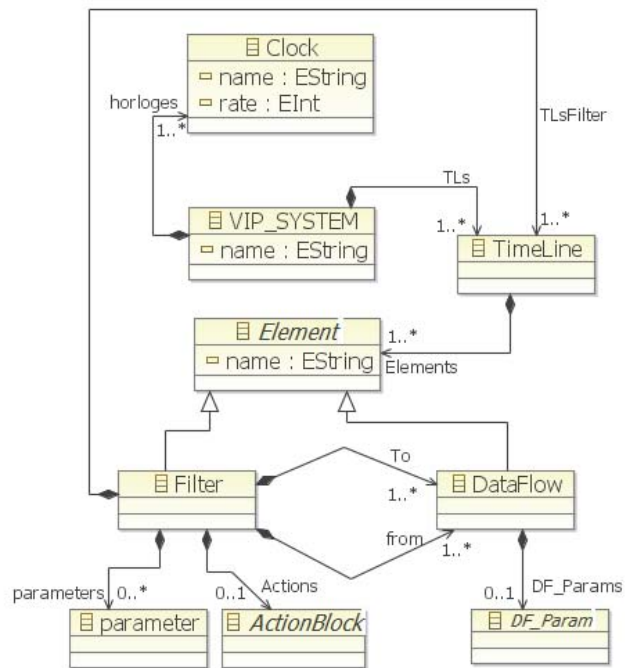 Clock
name : EString
rate : EInt
horloges
1..*
TLsFilter
TLs
VIP_SYSTEM
name : EString
1..*
1..*
TimeLine
Element
name : EString
1..*
Elements
To
Filter
1..*
DataFlow
from
1..*
parameters
0..*
0..1
Actions
0..1
DF_Params
parameter
ActionBlock
DF_Param